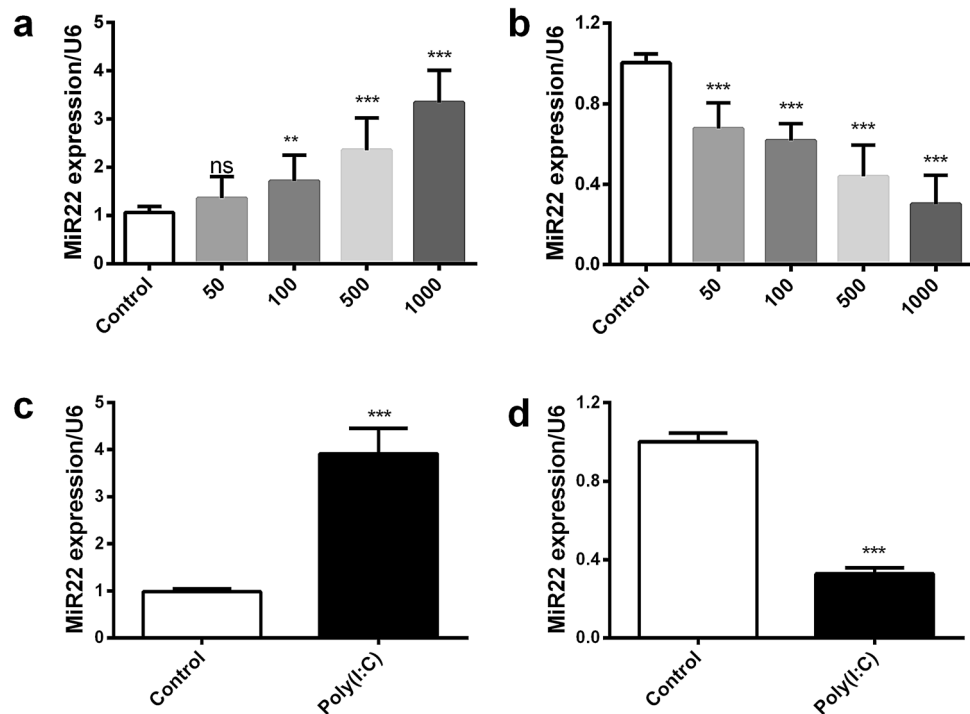 a
MiR22 expression/U6
5
4
3
2
1
0
ns
**
***
***
Control
50
100
500
1000
b
MiR22 expression/U6
1.2
0.8
0.4
0.0
***
***
***
***
Control
50
100
500
1000
c
MiR22 expression/U6
5
4
3
2
1
0
***
Control
Poly(I:C)
d
MiR22 expression/U6
1.2
0.8
0.4
0.0
***
Control
Poly(I:C)